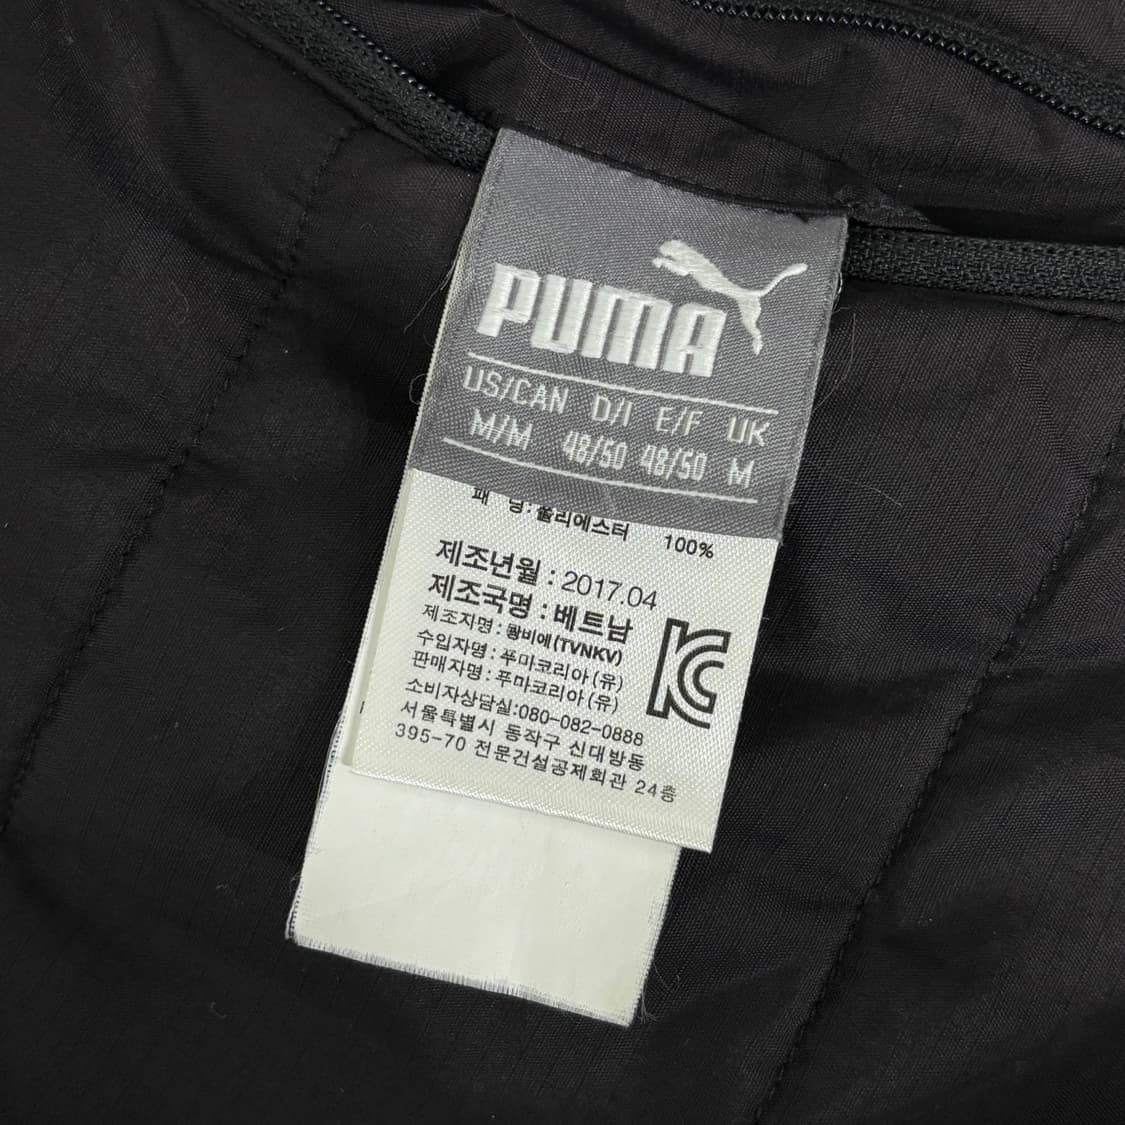 PUMA
US/CAN D/I E/F UK
M/M 48/50 48/50 M
패 딩 : 폴리에스터 100%
제조년월 : 2017.04
제조국명 : 베트남
제조자명 : 쾅비에(TVNKV)
수입자명 : 푸마코리아(유)
판매자명 : 푸마코리아(유)
소비자상담실:080-082-0888
서울특별시 동작구 신대방동
395-70 전문건설공제회관 24층
KC